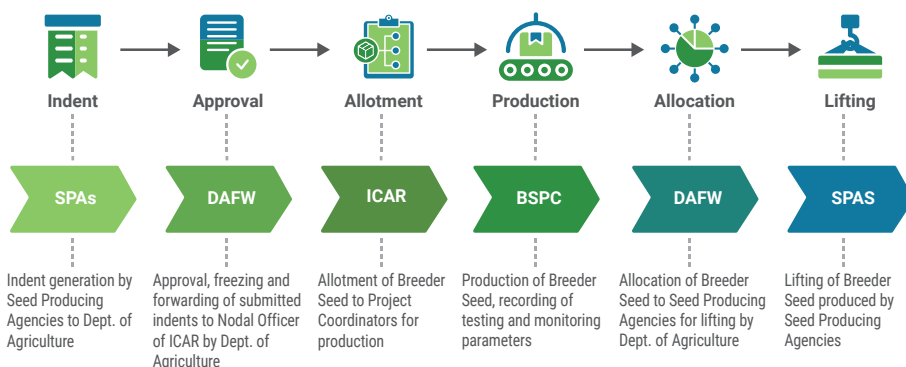 Indent
Approval
Allotment
Production
Allocation
Lifting
SPAs
DAFW
ICAR
BSPC
DAFW
SPAS
Indent generation by
Seed Producing
Agencies to Dept. of
Agriculture
Approval, freezing and
forwarding of submitted
indents to Nodal Officer
of ICAR by Dept. of
Agriculture
Allotment of Breeder
Seed to Project
Coordinators for
production
Production of Breeder
Seed, recording of
testing and monitoring
parameters
Allocation of Breeder
Seed to Seed Producing
Agencies for lifting by
Dept. of Agriculture
Lifting of Breeder
Seed produced by
Seed Producing
Agencies